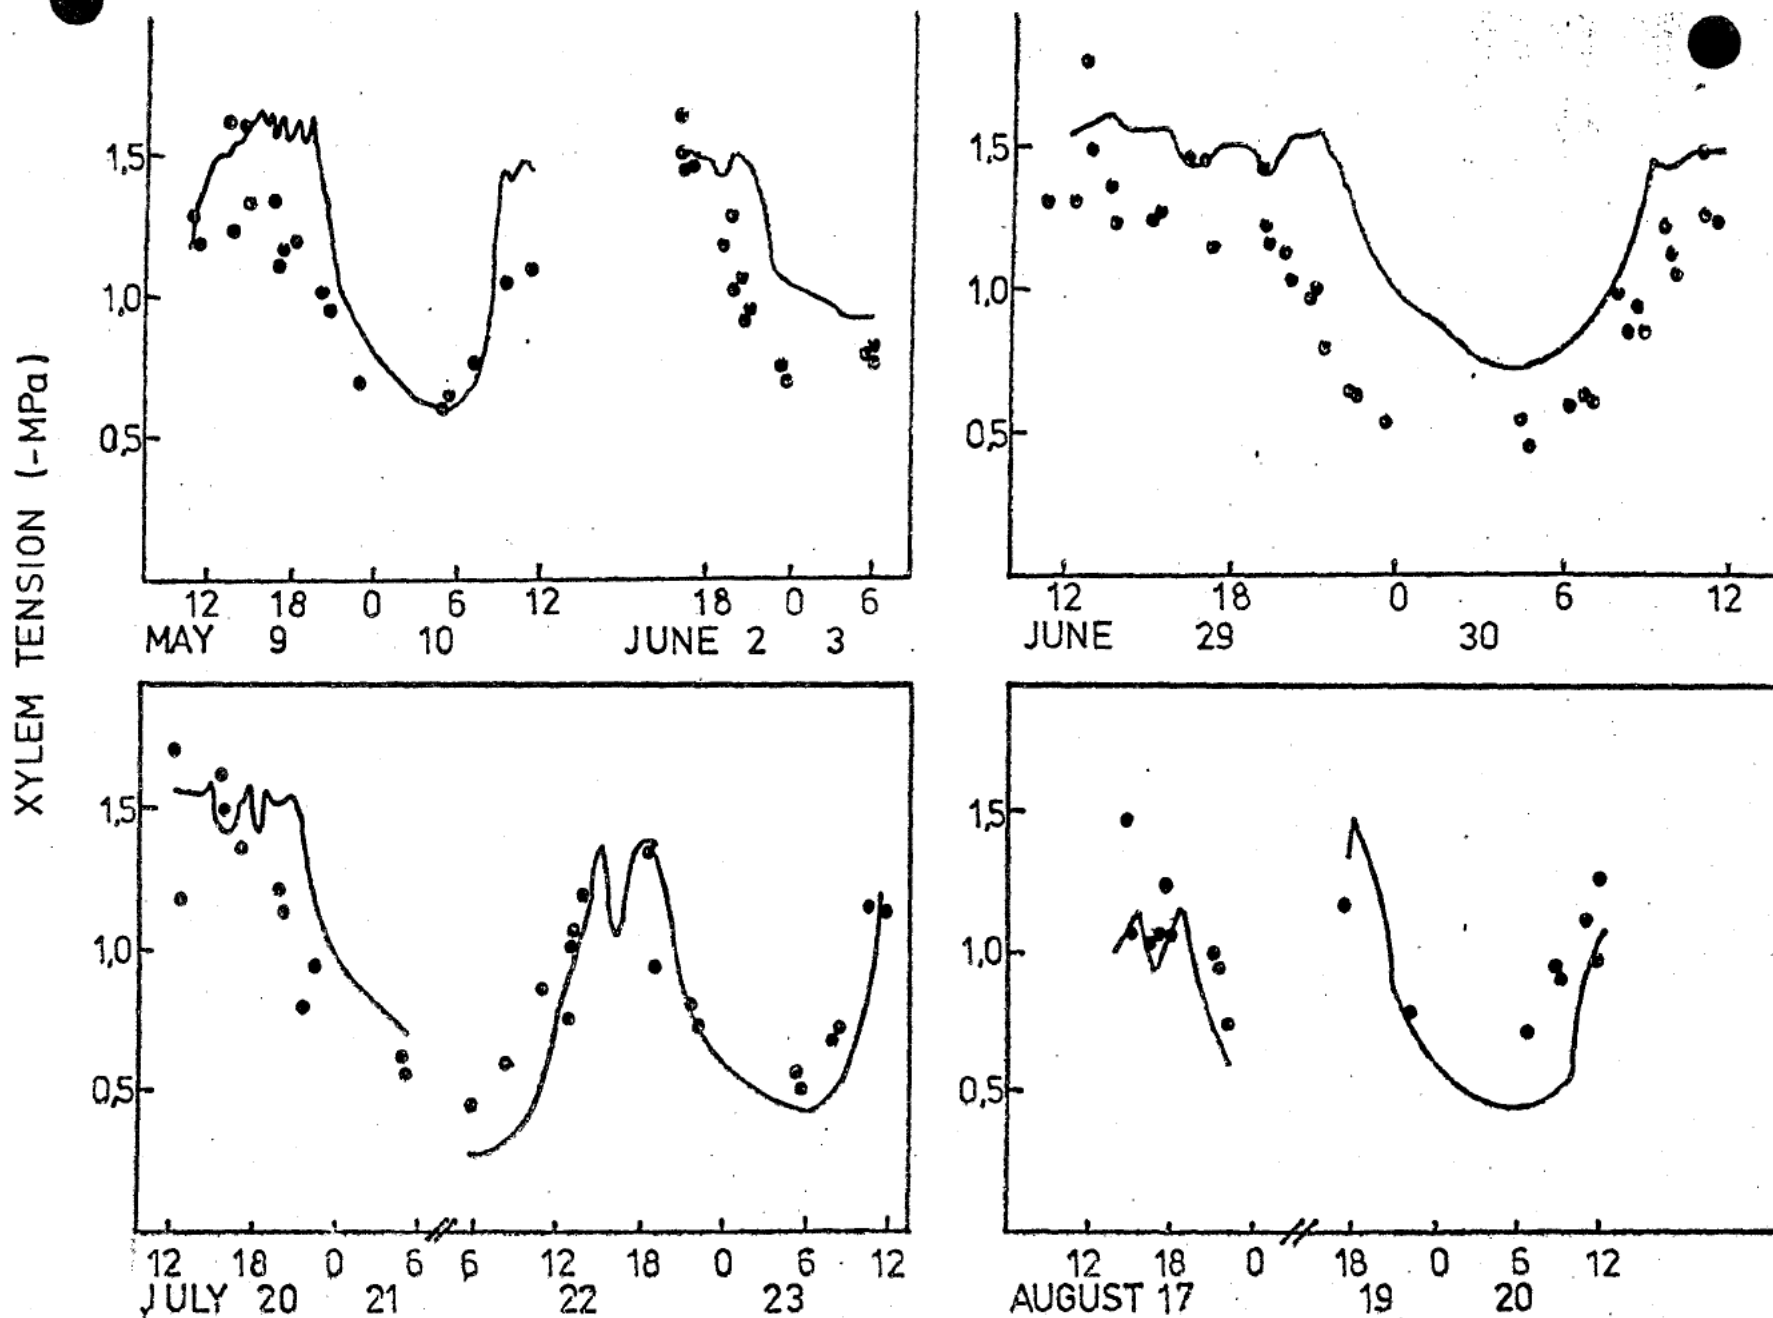 XYLEM TENSION (-MPa)
1,5
1,0
0,5
12 18 0 6 12 18 0 6
MAY 9 10 JUNE 2 3
1,5
1,0
0,5
12 18 0 6 12
JUNE 29 30
1,5
1,0
0,5
12 18 0 6 6 12 18 0 6 12
JULY 20 21 22 23
1,5
1,0
0,5
12 18 0 18 0 6 12
AUGUST 17 19 20